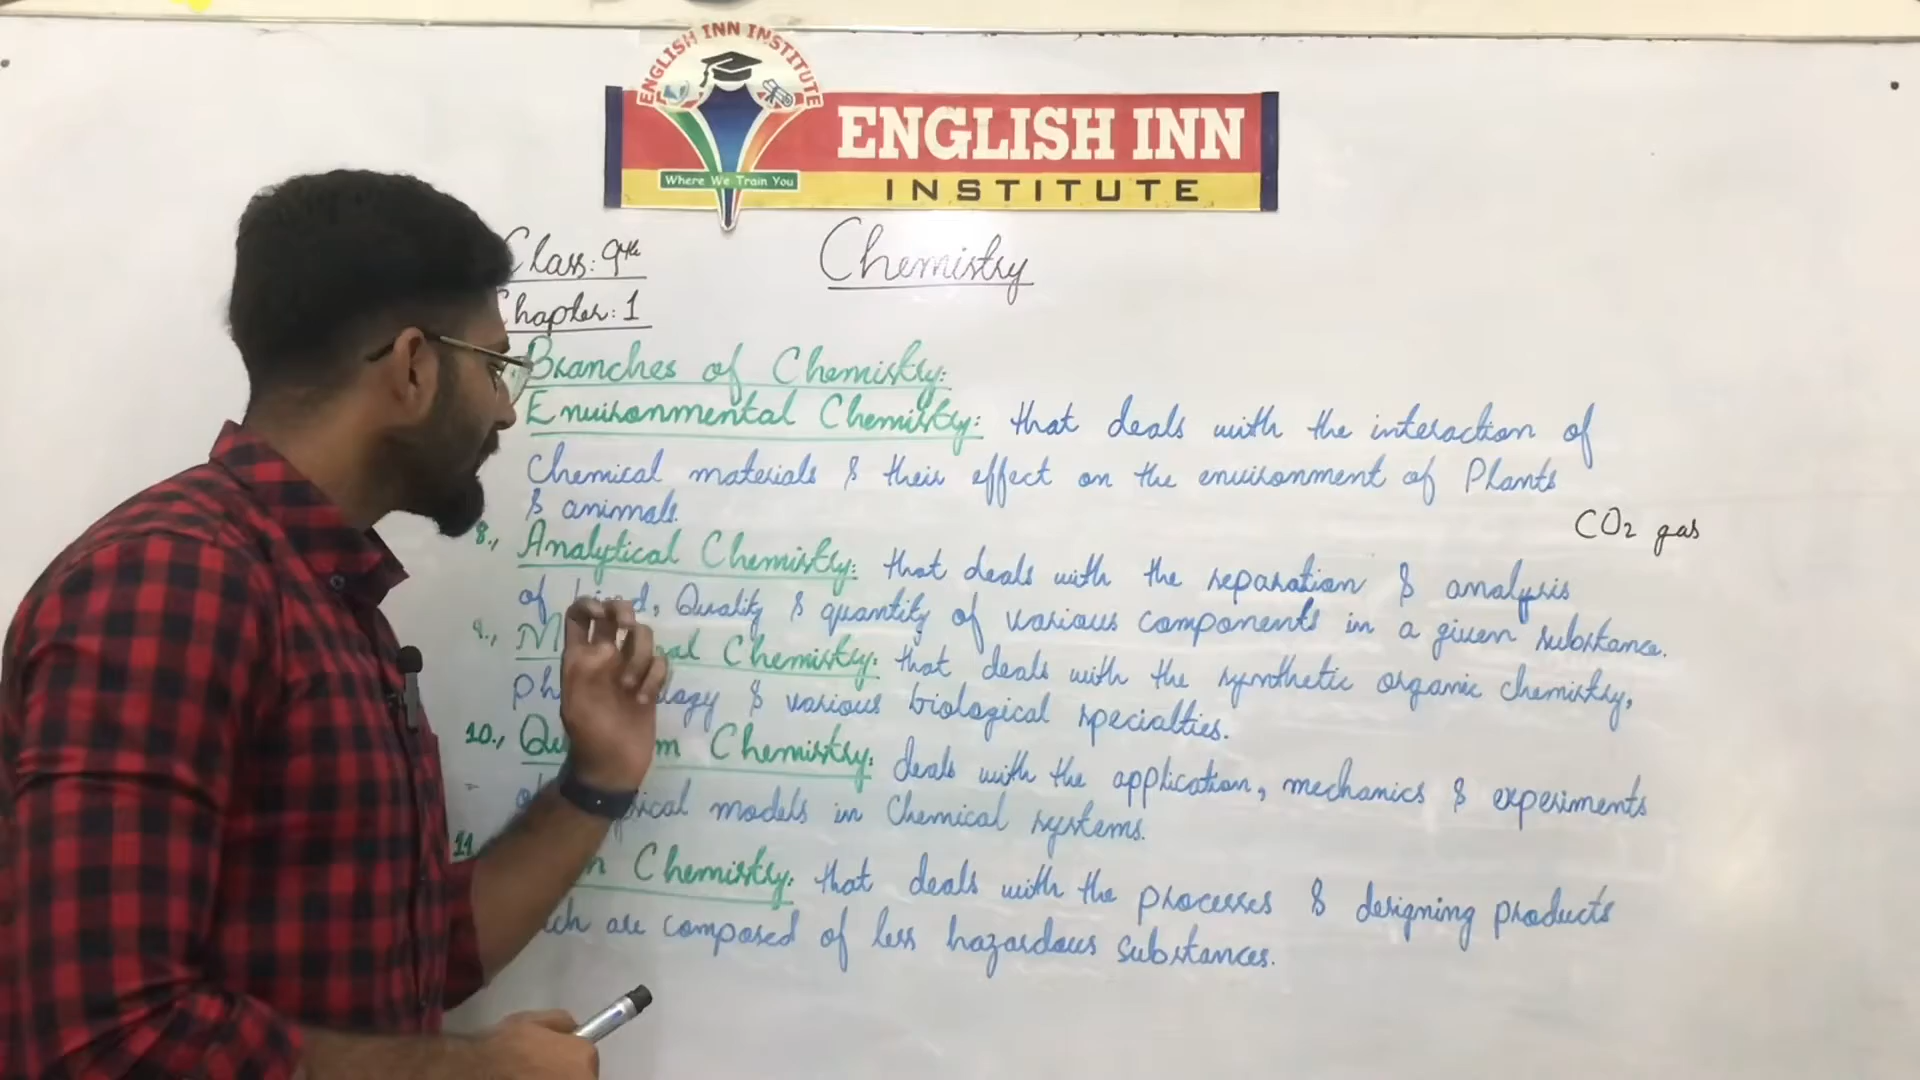 ENGLISH INN INSTITUTE
Where We Train You
ENGLISH INN
INSTITUTE
Class: 9th
Chapter: 1
Chemistry
Branches of Chemistry:
Environmental Chemistry: that deals with the interaction of
Chemical materials & their effect on the environment of Plants
& animals.
CO2 gas
8., Analytical Chemistry: that deals with the separation & analysis
of Quality & quantity of various components in a given substance.
9., Chemistry: that deals with the synthetic organic chemistry,
& various biological specialties.
10., Chemistry: deals with the application, mechanics & experiments
models in Chemical systems.
11 Chemistry: that deals with the processes & designing products
are composed of less hazardous substances.